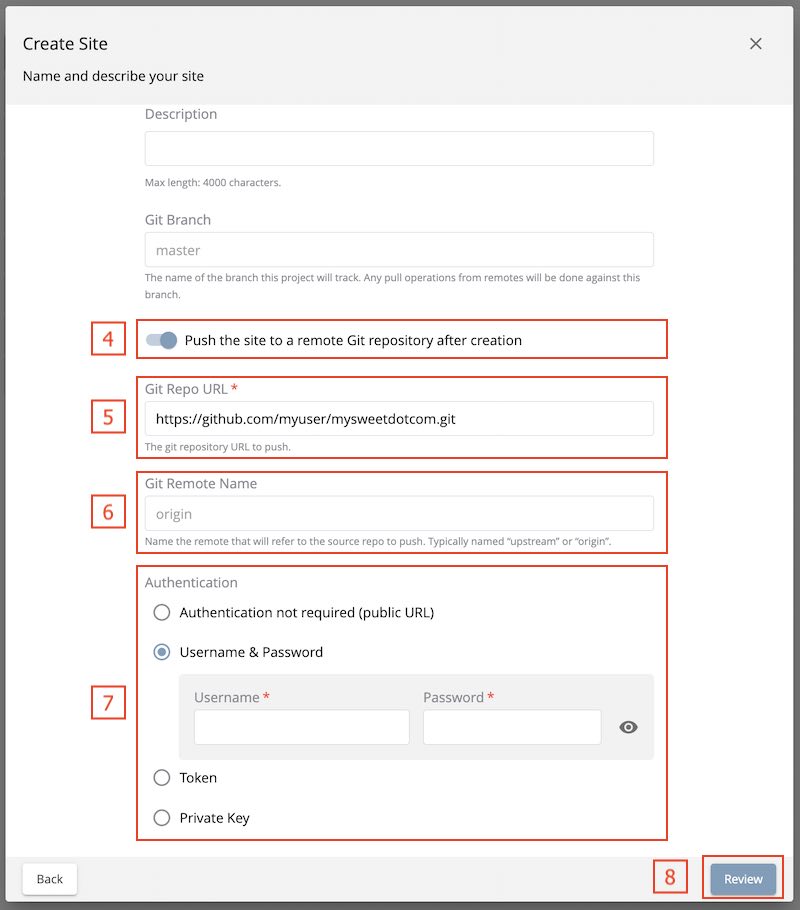 Create Site
Name and describe your site
Description
Max length: 4000 characters.
Git Branch
master
The name of the branch this project will track. Any pull operations from remotes will be done against this
branch.
4
Push the site to a remote Git repository after creation
5
Git Repo URL *
https://github.com/myuser/mysweetdotcom.git
The git repository URL to push.
6
Git Remote Name
origin
Name the remote that will refer to the source repo to push. Typically named “upstream” or “origin”.
7
Authentication
Authentication not required (public URL)
Username & Password
Username * Password *
Token
Private Key
Back 8 Review